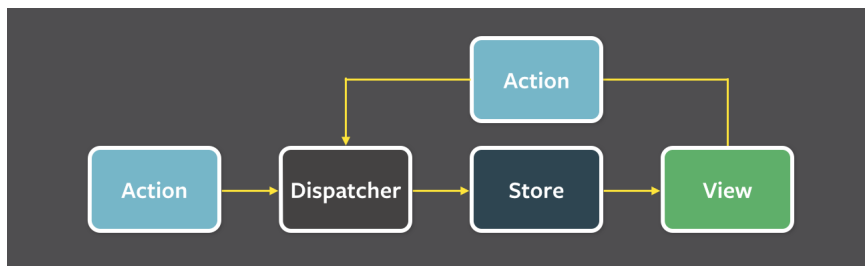 Action
Action
Dispatcher
Store
View